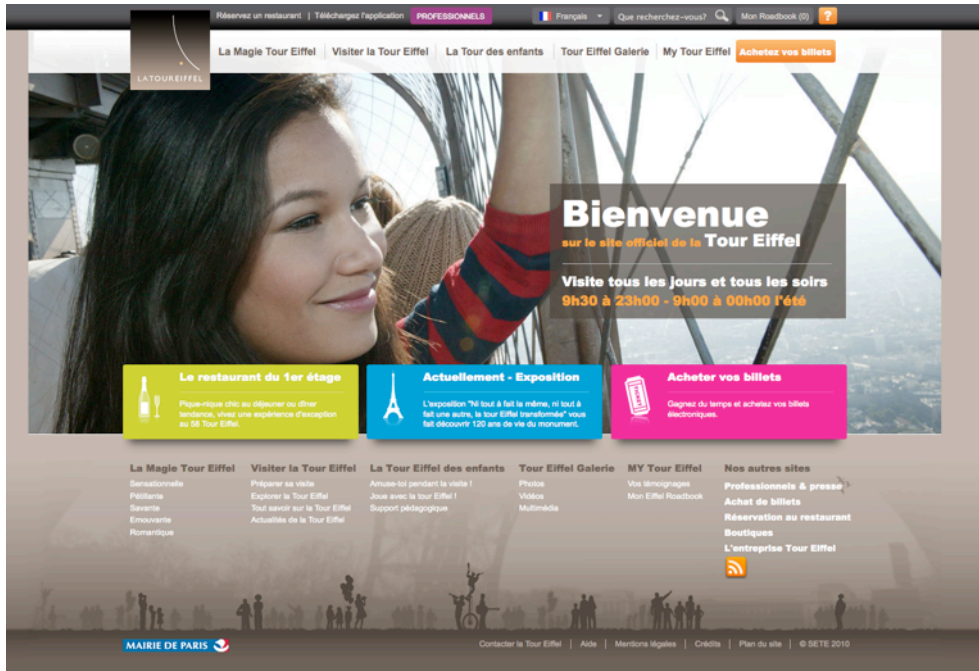 Réservez un restaurant | Téléchargez l'application PROFESSIONNELS Français Que recherchez-vous? Mon Roadbook (0) ?
LATOUREIFFEL
La Magie Tour Eiffel Visiter la Tour Eiffel La Tour des enfants Tour Eiffel Galerie My Tour Eiffel Achetez vos billets
Bienvenue
sur le site officiel de la Tour Eiffel
Visite tous les jours et tous les soirs
9h30 à 23h00 - 9h00 à 00h00 l'été
Le restaurant du 1er étage
Pique-nique chic au déjeuner ou dîner
tendance, vivez une expérience d'exception
au 58 Tour Eiffel.
Actuellement - Exposition
L'exposition "Ni tout à fait la même, ni tout à
fait une autre, la tour Eiffel transformée" vous
fait découvrir 120 ans de vie du monument.
Acheter vos billets
Gagnez du temps et achetez vos billets
électroniques.
La Magie Tour Eiffel
Sensationnelle
Pétillante
Savante
Emouvante
Romantique
Visiter la Tour Eiffel
Préparer sa visite
Explorer la Tour Eiffel
Tout savoir sur la Tour Eiffel
Actualités de la Tour Eiffel
La Tour Eiffel des enfants
Amuse-toi pendant la visite !
Joue avec la tour Eiffel !
Support pédagogique
Tour Eiffel Galerie
Photos
Vidéos
Multimédia
MY Tour Eiffel
Vos témoignages
Mon Eiffel Roadbook
Nos autres sites
Professionnels & presse
Achat de billets
Réservation au restaurant
Boutiques
L'entreprise Tour Eiffel
MAIRIE DE PARIS
Contacter la Tour Eiffel | Aide | Mentions légales | Crédits | Plan du site | © SETE 2010